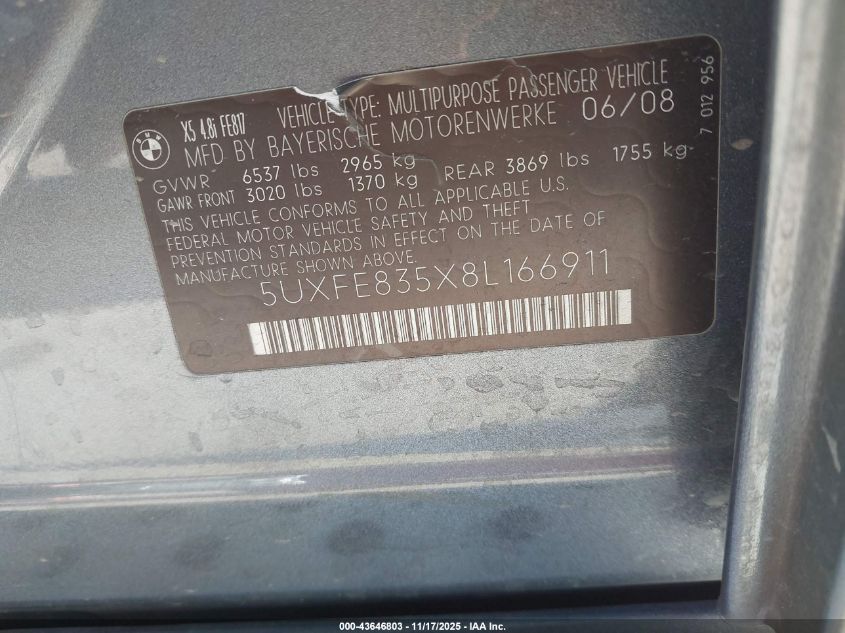 BMW
X5 4.8i FE817
VEHICLE TYPE: MULTIPURPOSE PASSENGER VEHICLE
MFD BY BAYERISCHE MOTORENWERKE 06/08
GVWR 6537 lbs 2965 kg
GAWR FRONT 3020 lbs 1370 kg REAR 3869 lbs 1755 kg
THIS VEHICLE CONFORMS TO ALL APPLICABLE U.S.
FEDERAL MOTOR VEHICLE SAFETY AND THEFT
PREVENTION STANDARDS IN EFFECT ON THE DATE OF
MANUFACTURE SHOWN ABOVE.
5UXFE835X8L166911
7 012 956
000-43646803 - 11/17/2025 - IAA Inc.